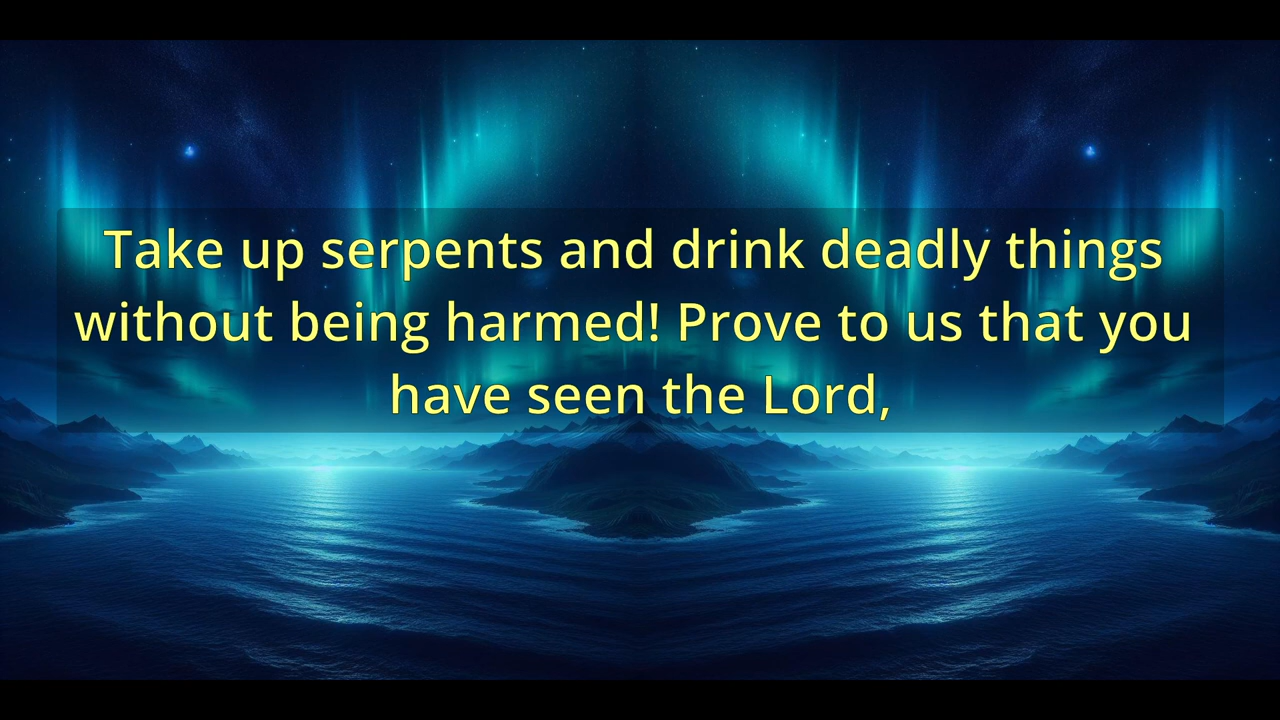 Take up serpents and drink deadly things
without being harmed! Prove to us that you
have seen the Lord,